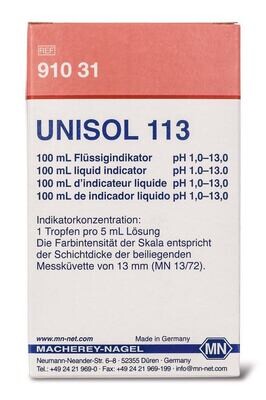 REF
910 31
UNISOL 113
100 mL Flüssigindikator pH 1,0–13,0
100 mL liquid indicator pH 1.0–13.0
100 mL d'indicateur liquide pH 1,0–13,0
100 mL de indicador líquido pH 1,0–13,0
Indikatorkonzentration:
1 Tropfen pro 5 mL Lösung
Die Farbintensität der Skala entspricht
der Schichtdicke der beiliegenden
Messküvette von 13 mm (MN 13/72).
www.mn-net.com Made in Germany
MACHEREY-NAGEL MN
Neumann-Neander-Str. 6–8 · 52355 Düren · Germany
Tel.: +49 24 21 969-0 · Fax: +49 24 21 969-199 · info@mn-net.com